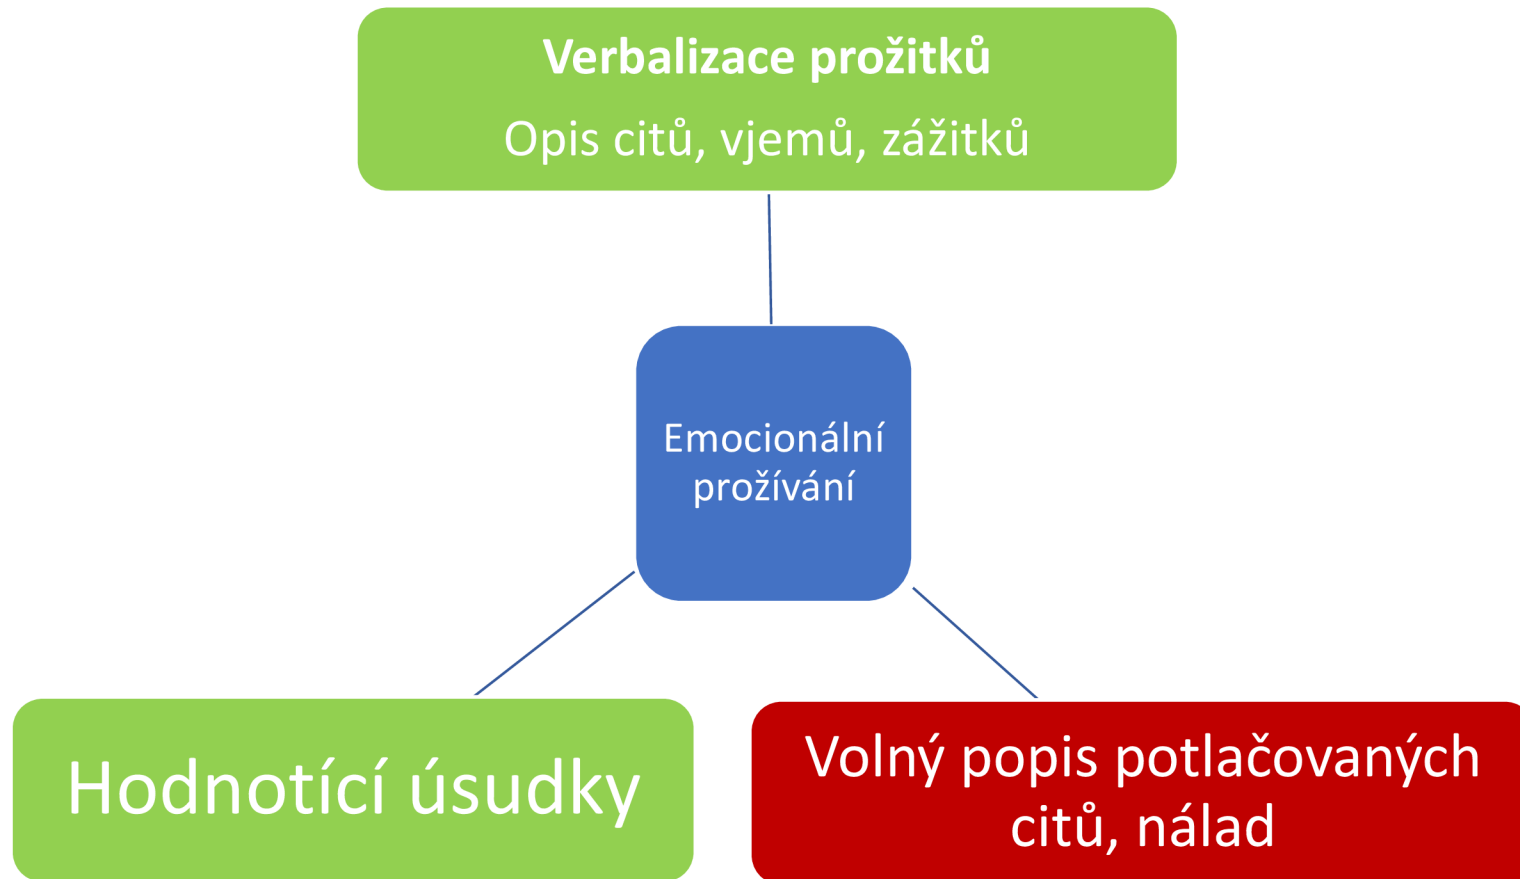 Verbalizace prožitků
Opis citů, vjemů, zážitků
Emocionální
prožívání
Hodnotící úsudky
Volný popis potlačovaných
citů, nálad